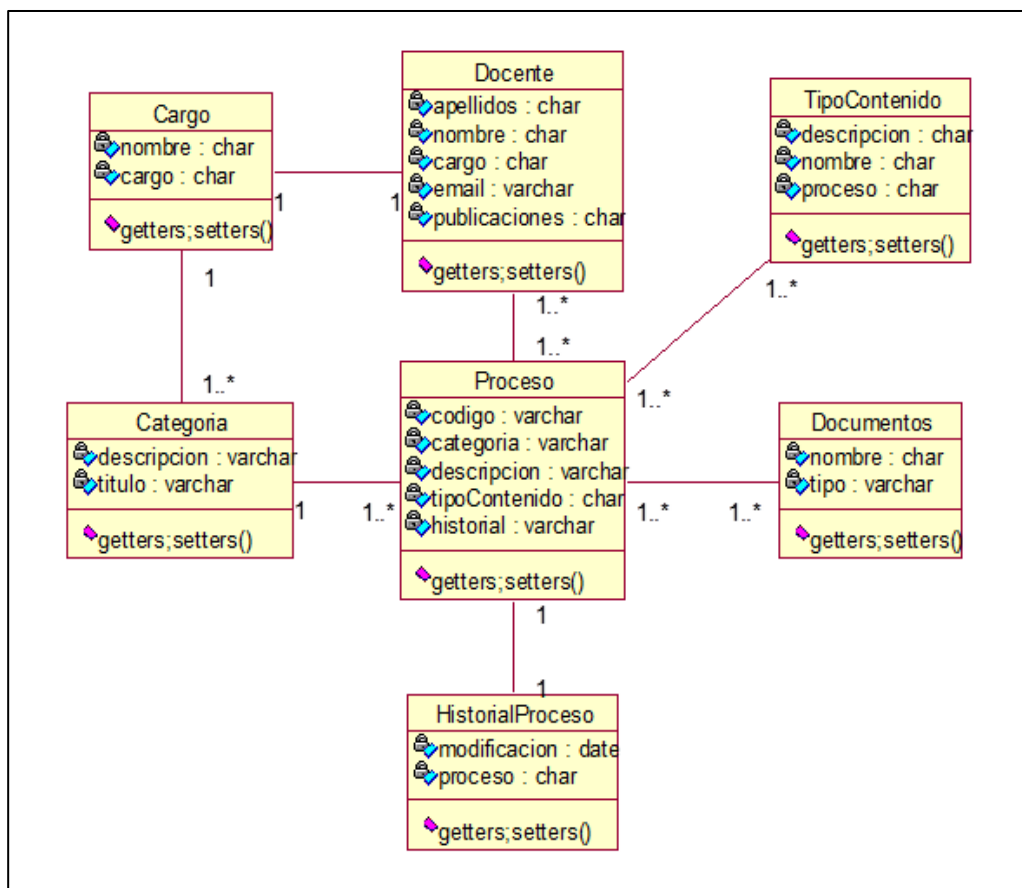 Docente
apellidos : char
nombre : char
cargo : char
email : varchar
publicaciones : char
getters;setters()
Cargo
nombre : char
cargo : char
getters;setters()
TipoContenido
descripcion : char
nombre : char
proceso : char
getters;setters()
1
1
1
1..*
1..*
1..*
1..*
1..*
Categoria
descripcion : varchar
titulo : varchar
getters;setters()
1
1..*
Proceso
codigo : varchar
categoria : varchar
descripcion : varchar
tipoContenido : char
historial : varchar
getters;setters()
1..*
1..*
Documentos
nombre : char
tipo : varchar
getters;setters()
1
1
HistorialProceso
modificacion : date
proceso : char
getters;setters()